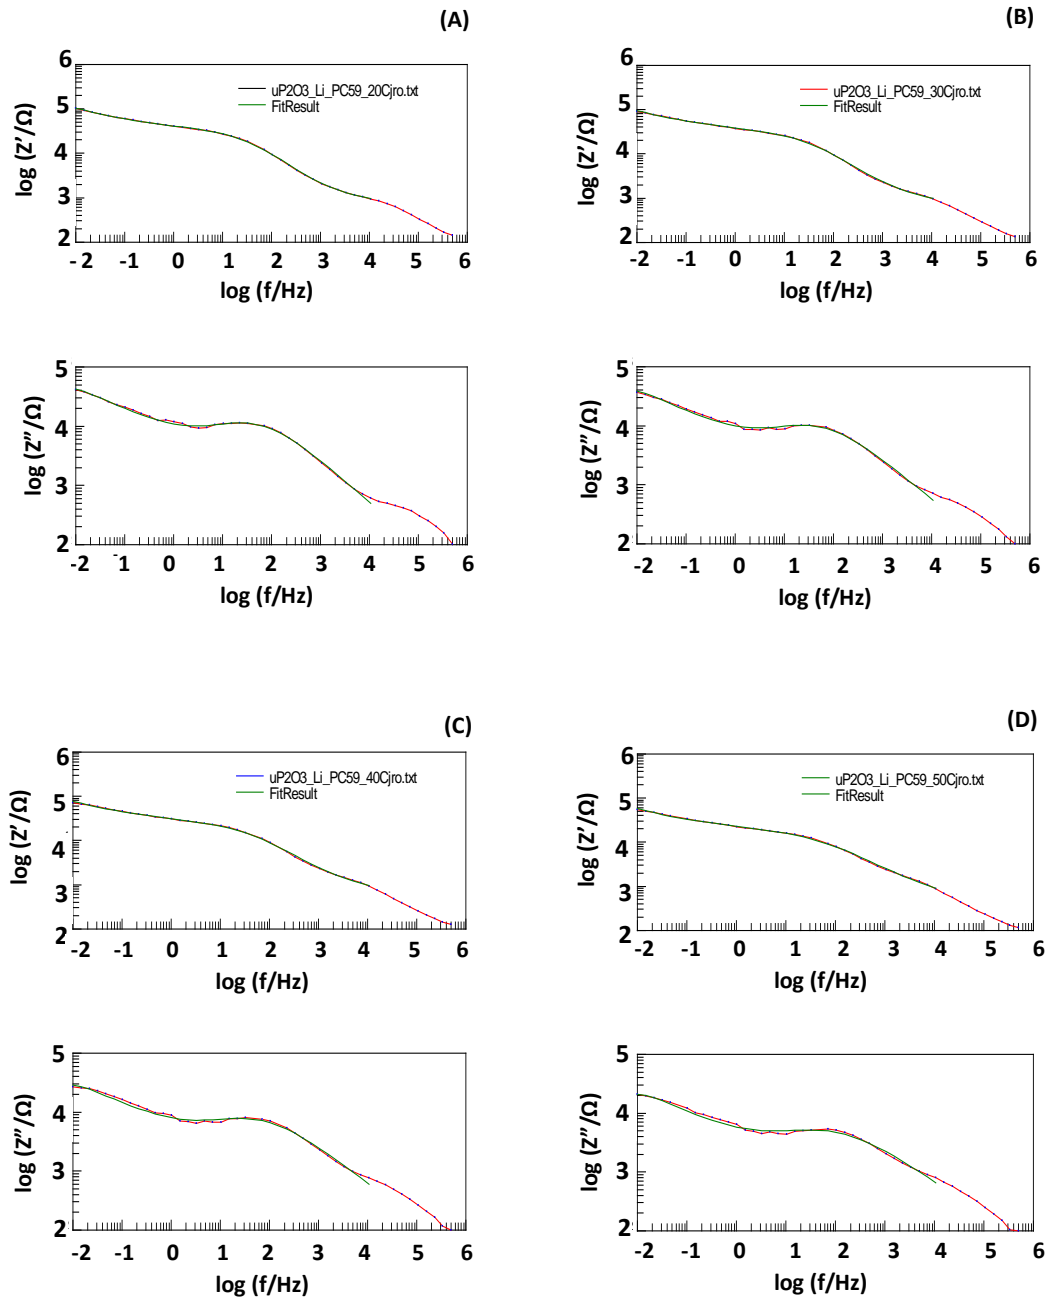 (A)
6
5
4
3
2
log (Z'/Ω)
uP2O3_Li_PC59_20Cjro.txt
FitResult
-2 -1 0 1 2 3 4 5 6
log (f/Hz)
5
4
3
2
log (Z"/Ω)
-2 -1 0 1 2 3 4 5 6
log (f/Hz)
(B)
6
5
4
3
2
log (Z'/Ω)
uP2O3_Li_PC59_30Cjro.txt
FitResult
-2 -1 0 1 2 3 4 5 6
log (f/Hz)
5
4
3
2
log (Z"/Ω)
-2 -1 0 1 2 3 4 5 6
log (f/Hz)
(C)
6
5
4
3
2
log (Z'/Ω)
uP2O3_Li_PC59_40Cjro.txt
FitResult
-2 -1 0 1 2 3 4 5 6
log (f/Hz)
5
4
3
2
log (Z"/Ω)
-2 -1 0 1 2 3 4 5 6
log (f/Hz)
(D)
6
5
4
3
2
log (Z'/Ω)
uP2O3_Li_PC59_50Cjro.txt
FitResult
-2 -1 0 1 2 3 4 5 6
log (f/Hz)
5
4
3
2
log (Z"/Ω)
-2 -1 0 1 2 3 4 5 6
log (f/Hz)